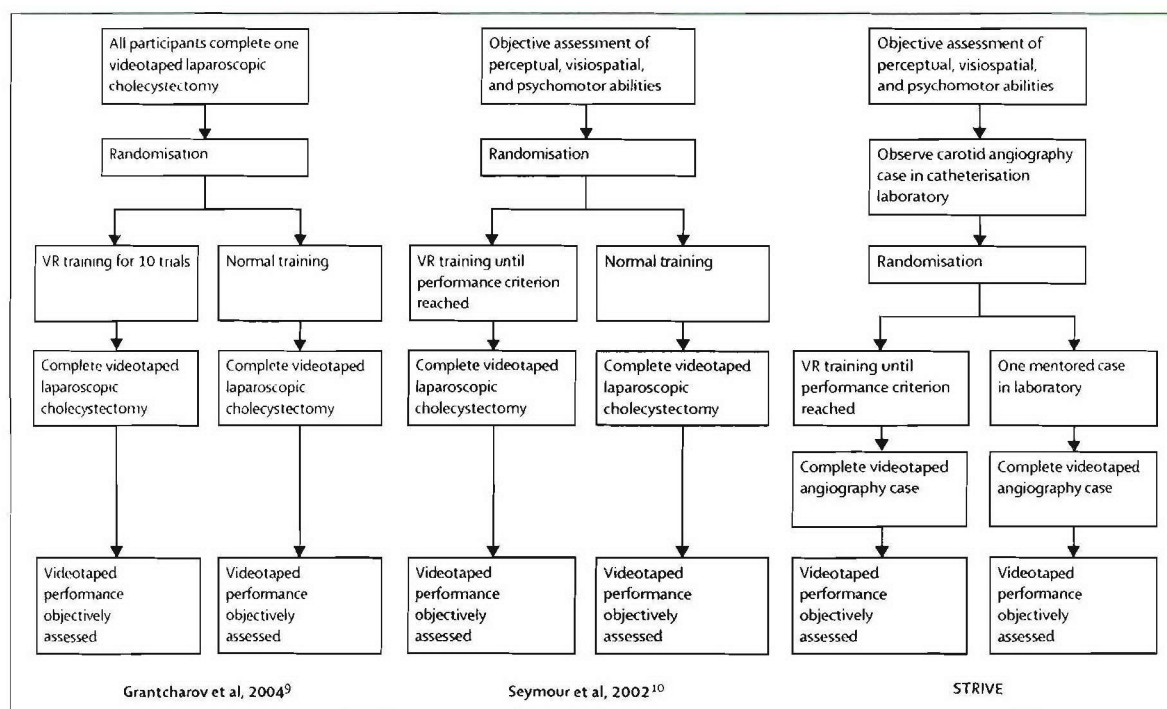 All participants complete one
videotaped laparoscopic
cholecystectomy
Randomisation
VR training for 10 trials
Normal training
Complete videotaped
laparoscopic
cholecystectomy
Complete videotaped
laparoscopic
cholecystectomy
Videotaped
performance
objectively
assessed
Videotaped
performance
objectively
assessed
Grantcharov et al, 2004⁹
Objective assessment of
perceptual, visiospatial,
and psychomotor abilities
Randomisation
VR training until
performance criterion
reached
Normal training
Complete videotaped
laparoscopic
cholecystectomy
Complete videotaped
laparoscopic
cholecystectomy
Videotaped
performance
objectively
assessed
Videotaped
performance
objectively
assessed
Seymour et al, 2002¹⁰
Objective assessment of
perceptual, visiospatial,
and psychomotor abilities
Observe carotid angiography
case in catheterisation
laboratory
Randomisation
VR training until
performance criterion
reached
One mentored case
in laboratory
Complete videotaped
angiography case
Complete videotaped
angiography case
Videotaped
performance
objectively
assessed
Videotaped
performance
objectively
assessed
STRIVE